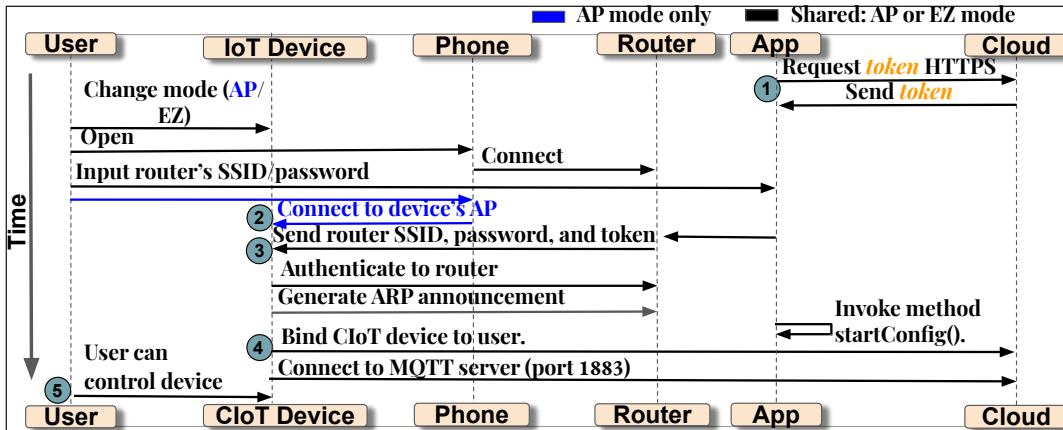 AP mode only
Shared: AP or EZ mode
User
IoT Device
Phone
Router
App
Cloud
Request token HTTPS
1
Send token
Change mode (AP/
EZ)
Open
Connect
Input router's SSID/password
Connect to device's AP
2
Send router SSID, password, and token
3
Time
Authenticate to router
Generate ARP announcement
Invoke method
startConfig().
Bind CIoT device to user.
4
User can
control device
Connect to MQTT server (port 1883)
5
User
CIoT Device
Phone
Router
App
Cloud